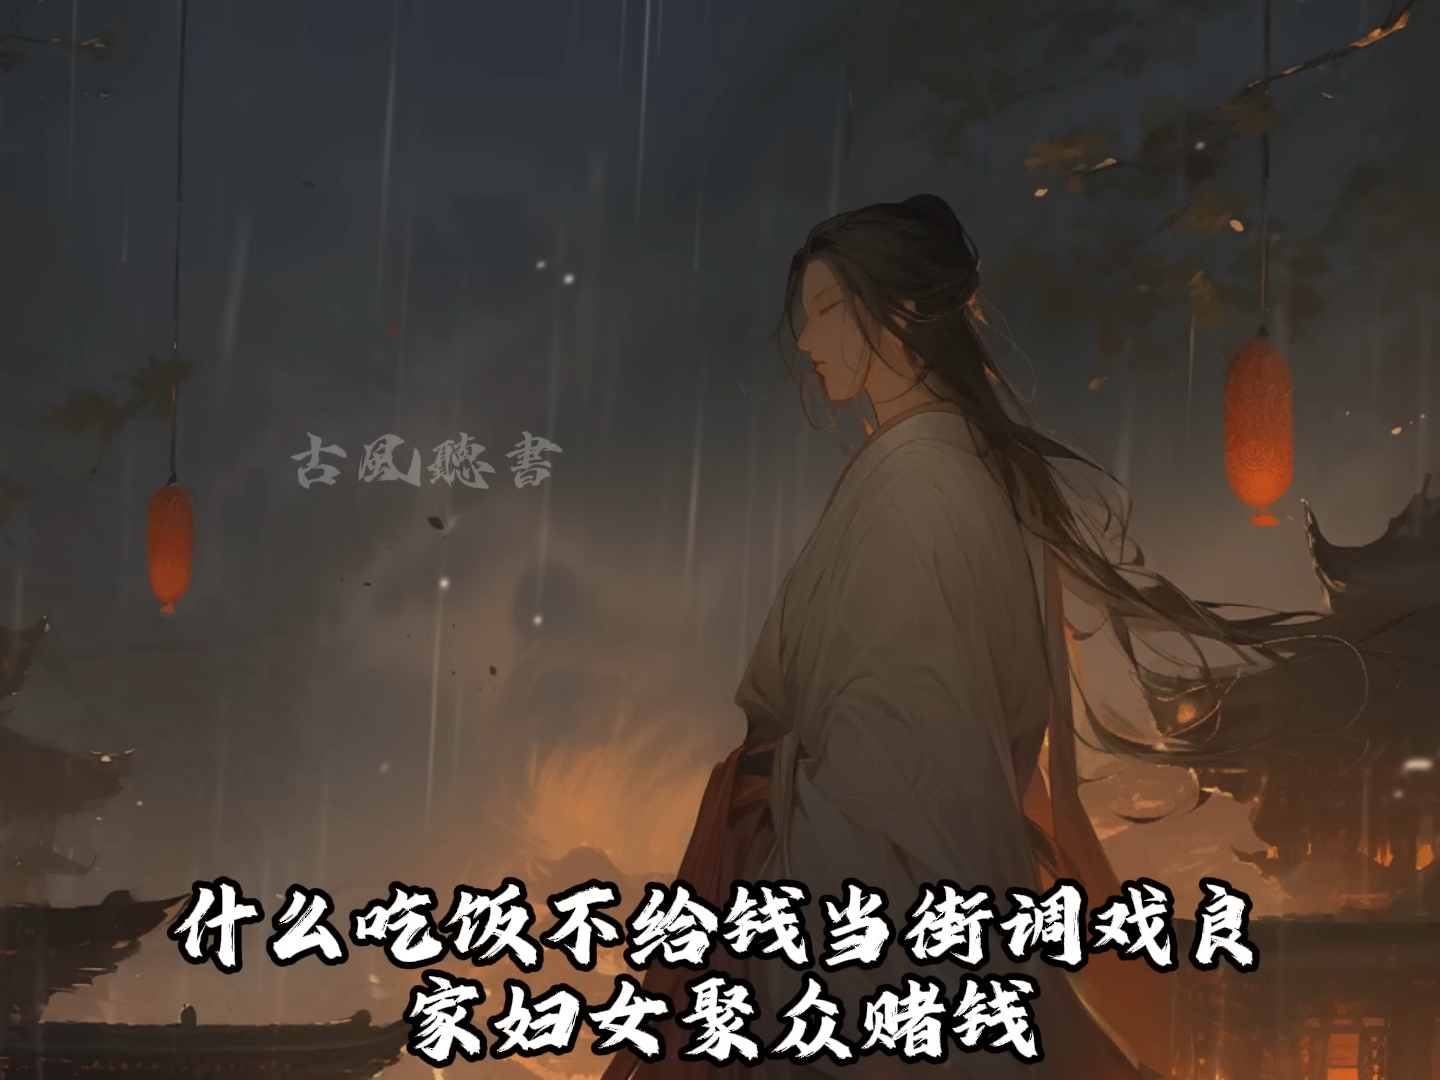 古風聽書
什么吃饭不给钱当街调戏良
家妇女聚众赌钱